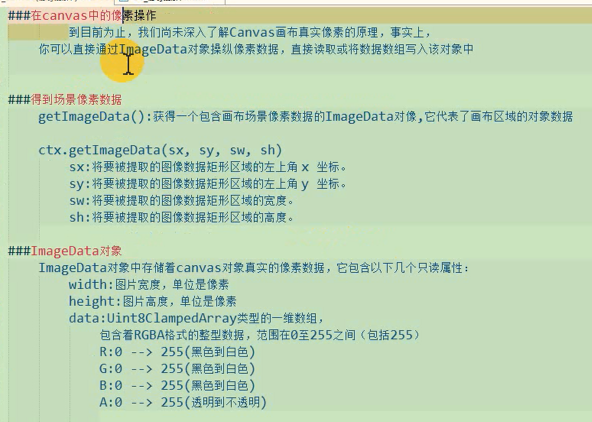 ###在canvas中的像素操作
到目前为止，我们尚未深入了解Canvas画布真实像素的原理，事实上，
你可以直接通过ImageData对象操纵像素数据，直接读取或将数据数组写入该对象中
###得到场景像素数据
getImageData():获得一个包含画布场景像素数据的ImageData对像,它代表了画布区域的对象数据
ctx.getImageData(sx, sy, sw, sh)
sx:将要被提取的图像数据矩形区域的左上角x 坐标。
sy:将要被提取的图像数据矩形区域的左上角y 坐标。
sw:将要被提取的图像数据矩形区域的宽度。
sh:将要被提取的图像数据矩形区域的高度。
###ImageData对象
ImageData对象中存储着canvas对象真实的像素数据，它包含以下几个只读属性：
width:图片宽度，单位是像素
height:图片高度，单位是像素
data:Uint8ClampedArray类型的一维数组，
包含着RGBA格式的整型数据，范围在0至255之间（包括255）
R:0 --> 255(黑色到白色)
G:0 --> 255(黑色到白色)
B:0 --> 255(黑色到白色)
A:0 --> 255(透明到不透明)